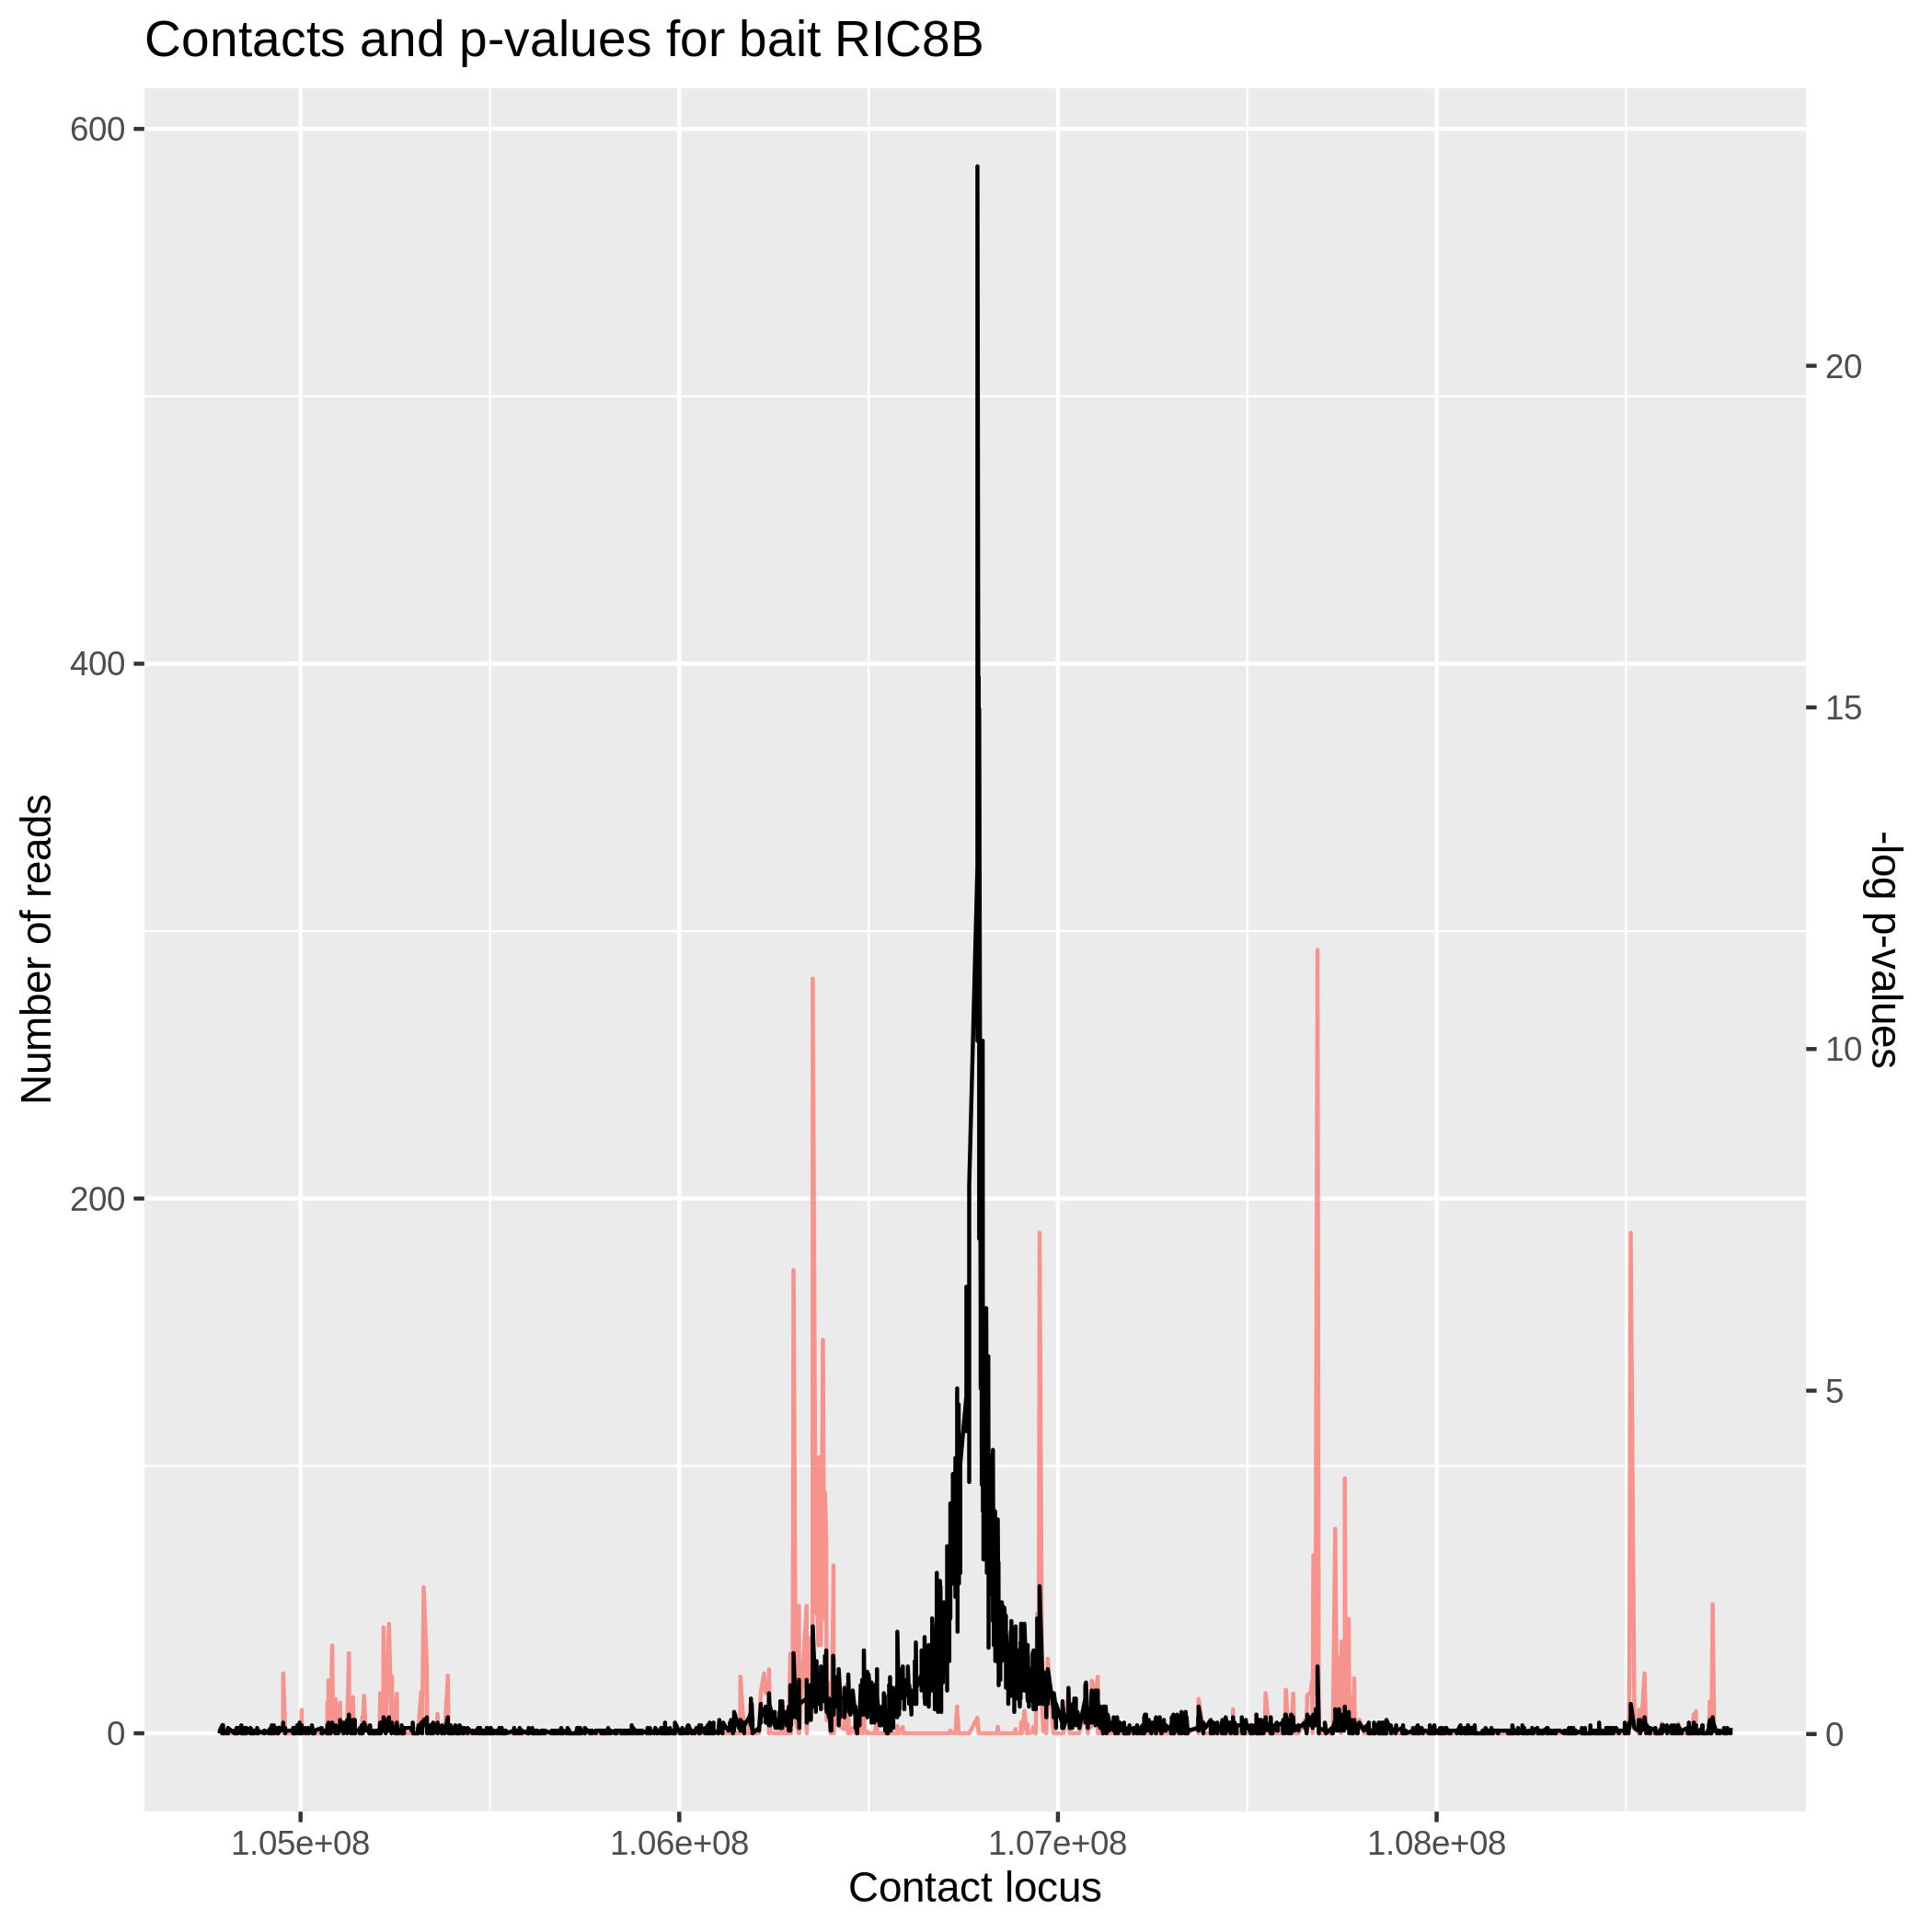 Contacts and p-values for bait RIC8B
600
400
200
0
Number of reads
20
15
10
5
0
-log p-values
1.05e+08
1.06e+08
1.07e+08
1.08e+08
Contact locus